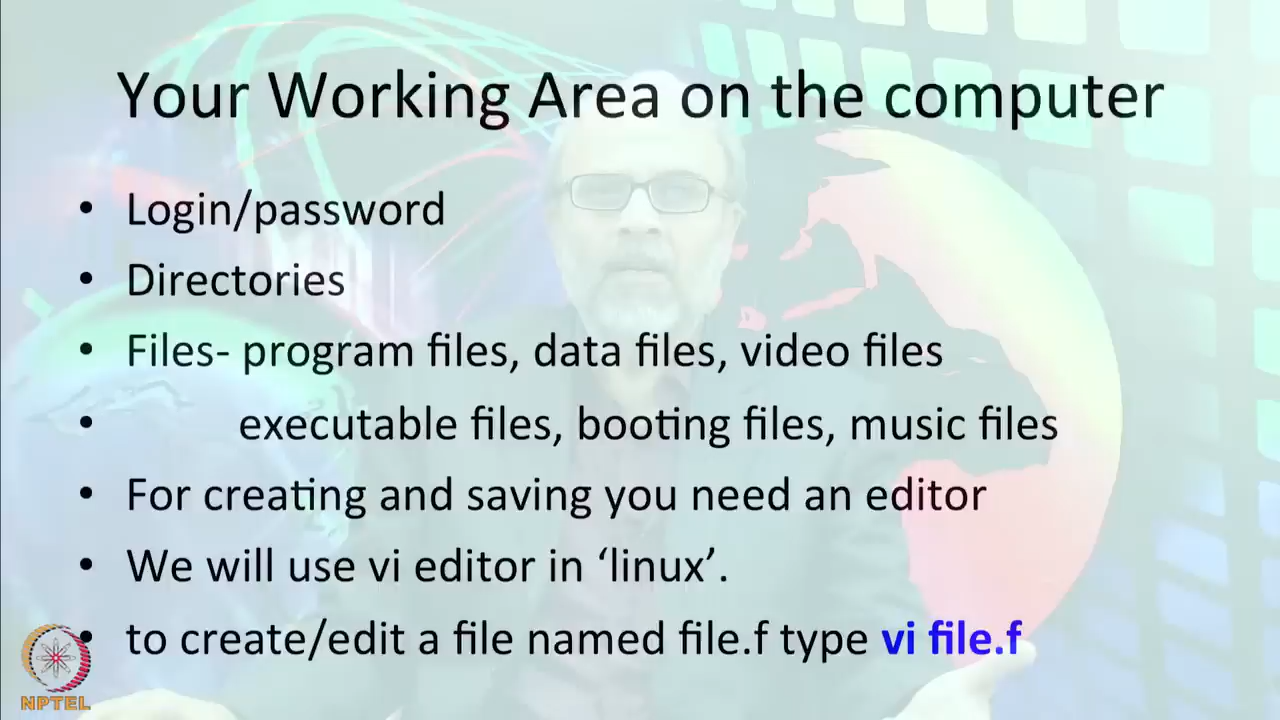 Your Working Area on the computer
• Login/password
• Directories
• Files- program files, data files, video files
• executable files, booting files, music files
• For creating and saving you need an editor
• We will use vi editor in ‘linux’.
• to create/edit a file named file.f type vi file.f
NPTEL